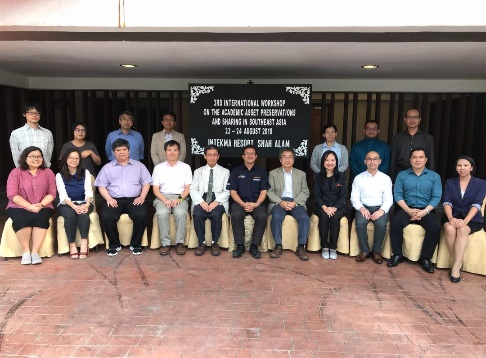 3RD INTERNATIONAL WORKSHOP
ON THE ACADEMIC ASSET PRESERVATIONS
AND SHARING IN SOUTHEAST ASIA
23 - 24 AUGUST 2018
INTEKMA RESORT, SHAH ALAM